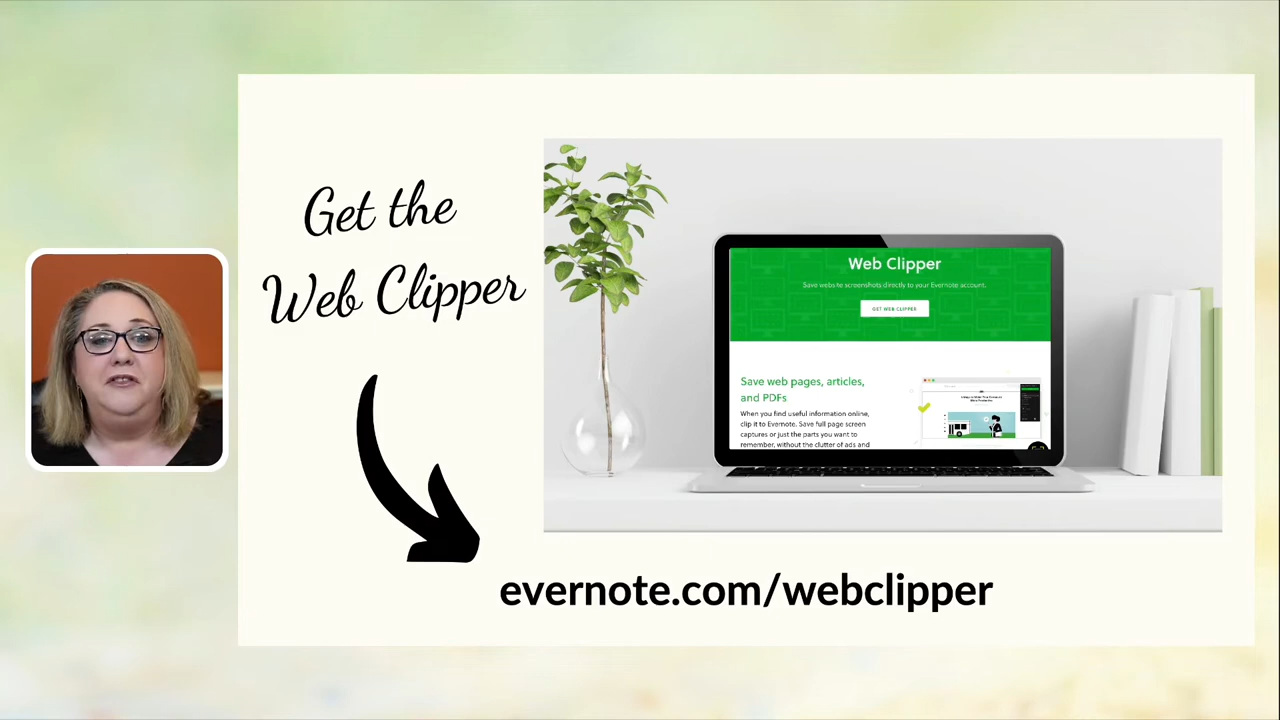 Get the
Web Clipper
Web Clipper
Save website screenshots directly to your Evernote account.
GET WEB CLIPPER
Save web pages, articles,
and PDFs
When you find useful information online,
clip it to Evernote. Save full page screen
captures or just the parts you want to
remember, without the clutter of ads and
evernote.com/webclipper